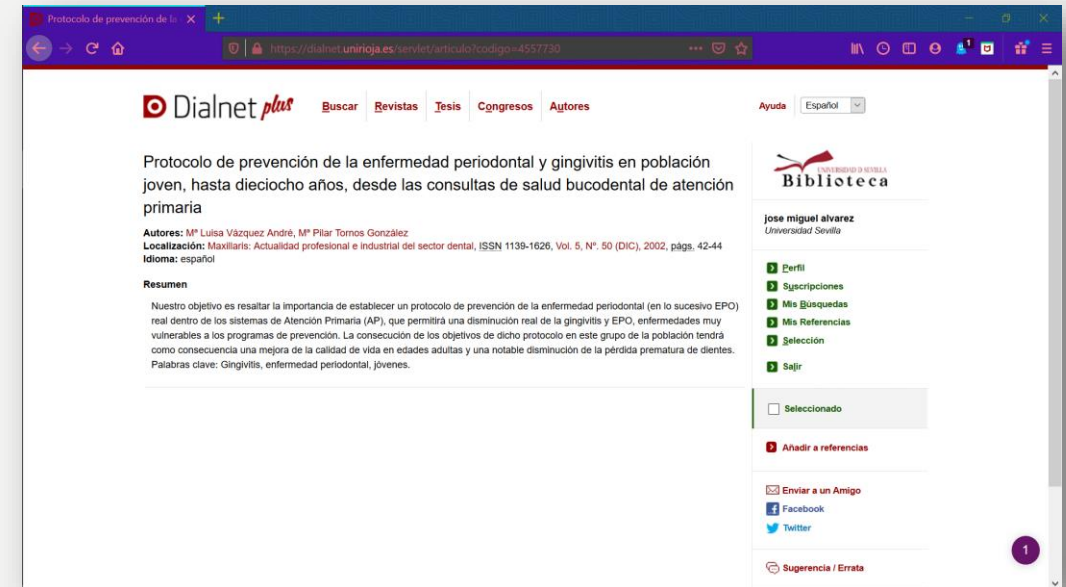 Protocolo de prevención de la
https://dialnet.unirioja.es/servlet/articulo?codigo=4557730
1
Dialnet plus
Buscar Revistas Tesis Congresos Autores
Ayuda Español
Protocolo de prevención de la enfermedad periodontal y gingivitis en población
joven, hasta dieciocho años, desde las consultas de salud bucodental de atención
primaria
Autores: Mª Luisa Vázquez André, Mª Pilar Tornos González
Localización: Maxillaris: Actualidad profesional e industrial del sector dental, ISSN 1139-1626, Vol. 5, Nº. 50 (DIC), 2002, págs. 42-44
Idioma: español
Resumen
Nuestro objetivo es resaltar la importancia de establecer un protocolo de prevención de la enfermedad periodontal (en lo sucesivo EPO)
real dentro de los sistemas de Atención Primaria (AP), que permitirá una disminución real de la gingivitis y EPO, enfermedades muy
vulnerables a los programas de prevención. La consecución de los objetivos de dicho protocolo en este grupo de la población tendrá
como consecuencia una mejora de la calidad de vida en edades adultas y una notable disminución de la pérdida prematura de dientes.
Palabras clave: Gingivitis, enfermedad periodontal, jóvenes.
UNIVERSIDAD D SEVILLA
Biblioteca
jose miguel alvarez
Universidad Sevilla
Perfil
Suscripciones
Mis Búsquedas
Mis Referencias
Selección
Salir
Seleccionado
Añadir a referencias
Enviar a un Amigo
Facebook
Twitter
Sugerencia / Errata
1